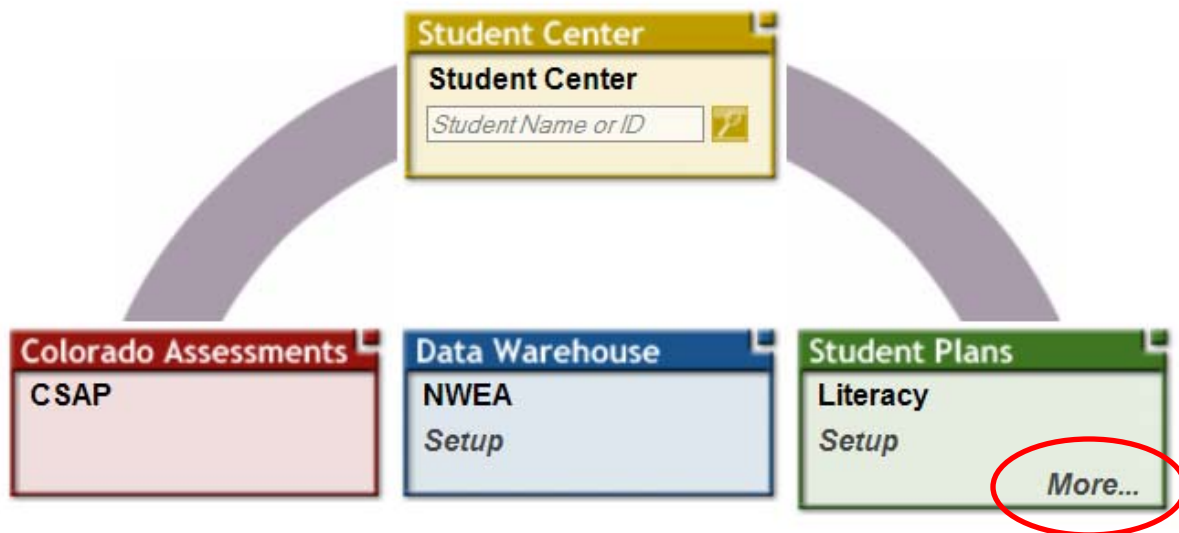 Student Center
Student Center
Student Name or ID
Colorado Assessments
CSAP
Data Warehouse
NWEA
Setup
Student Plans
Literacy
Setup
More...